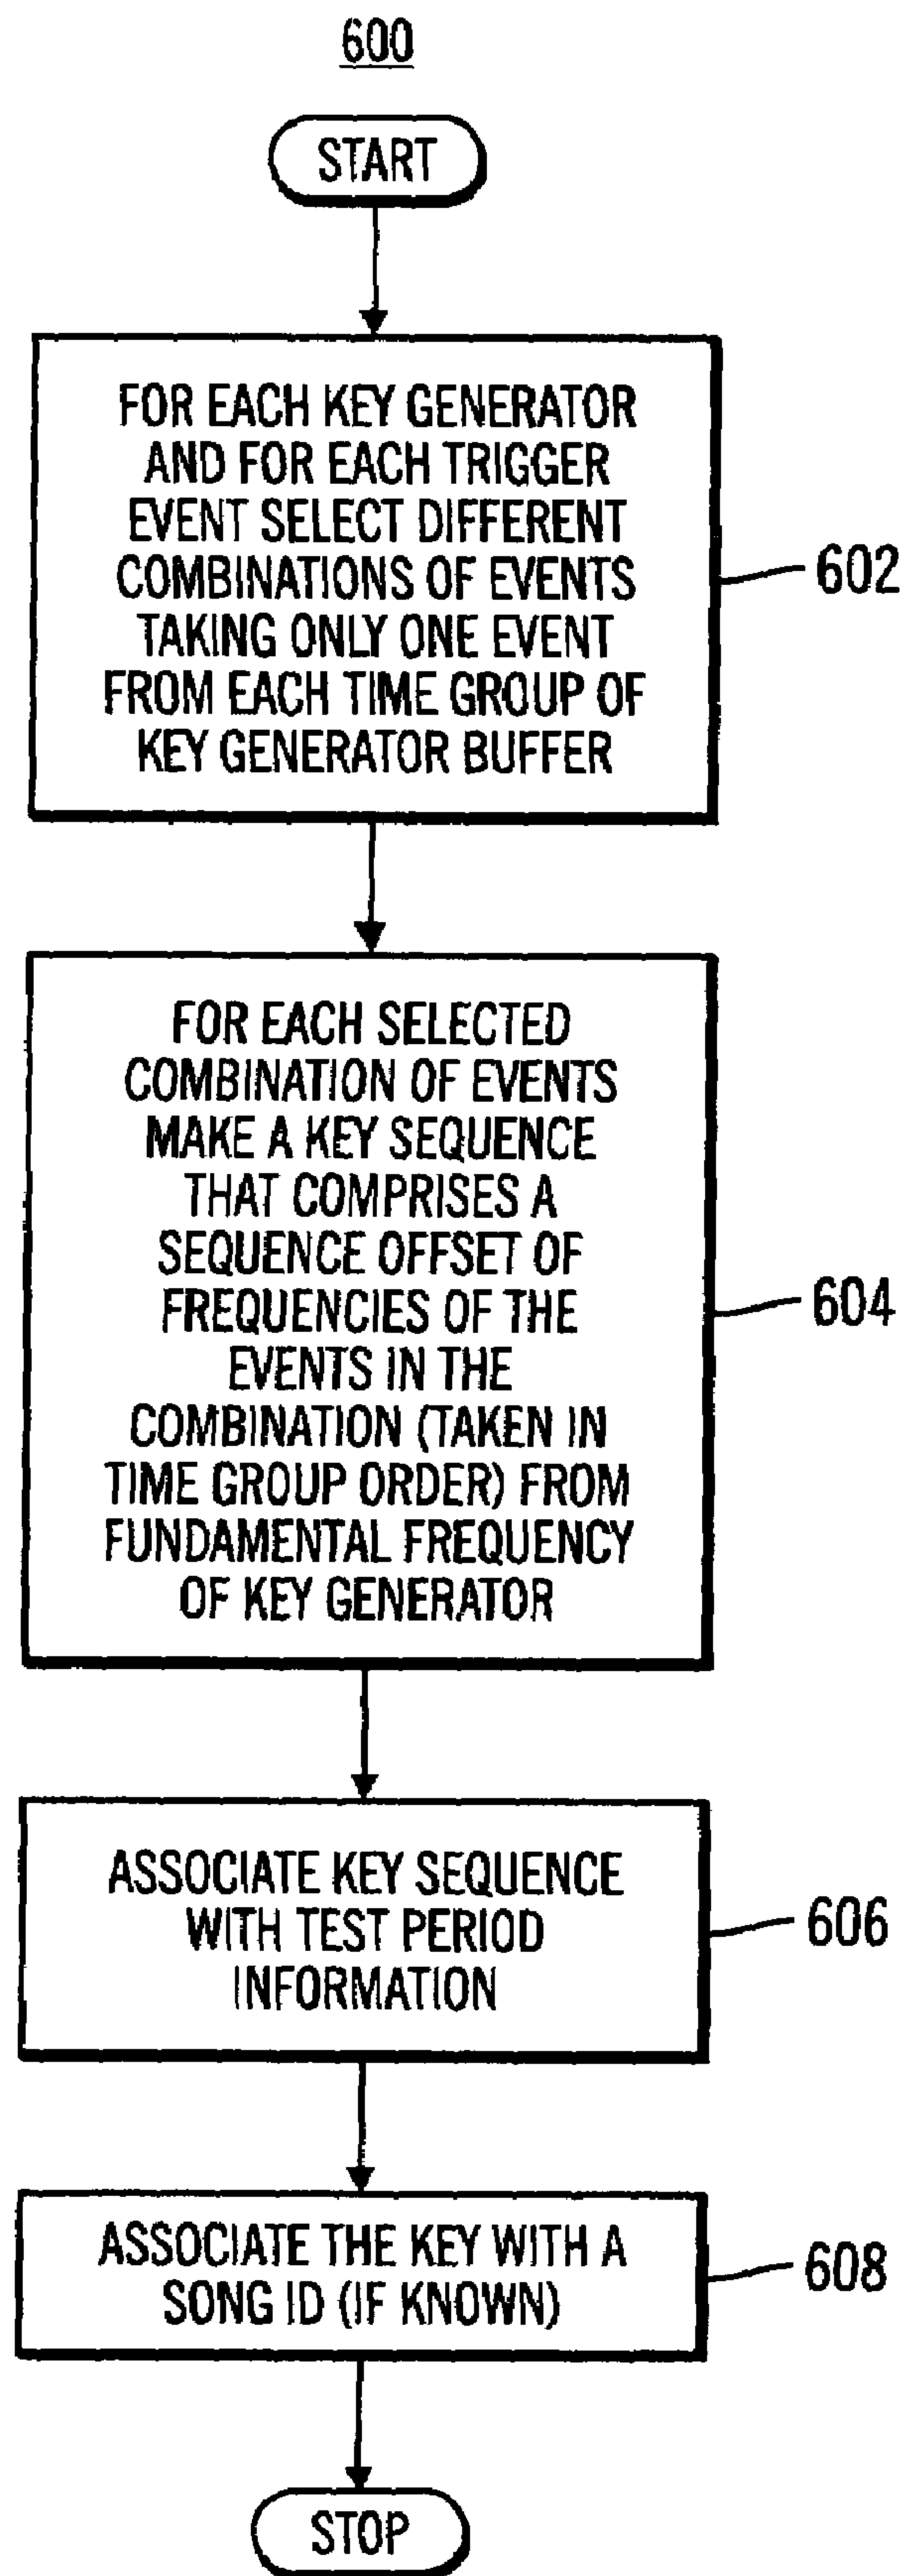 600
START
FOR EACH KEY GENERATOR
AND FOR EACH TRIGGER
EVENT SELECT DIFFERENT
COMBINATIONS OF EVENTS
TAKING ONLY ONE EVENT
FROM EACH TIME GROUP OF
KEY GENERATOR BUFFER
602
FOR EACH SELECTED
COMBINATION OF EVENTS
MAKE A KEY SEQUENCE
THAT COMPRISES A
SEQUENCE OFFSET OF
FREQUENCIES OF THE
EVENTS IN THE
COMBINATION (TAKEN IN
TIME GROUP ORDER) FROM
FUNDAMENTAL FREQUENCY
OF KEY GENERATOR
604
ASSOCIATE KEY SEQUENCE
WITH TEST PERIOD
INFORMATION
606
ASSOCIATE THE KEY WITH A
SONG ID (IF KNOWN)
608
STOP